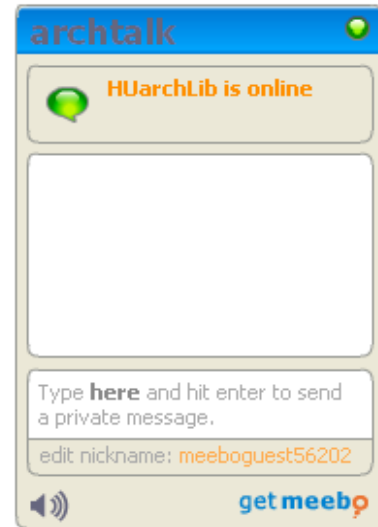 archtalk
HUarchLib is online
Type here and hit enter to send
a private message.
edit nickname: meeboguest56202
get meebo